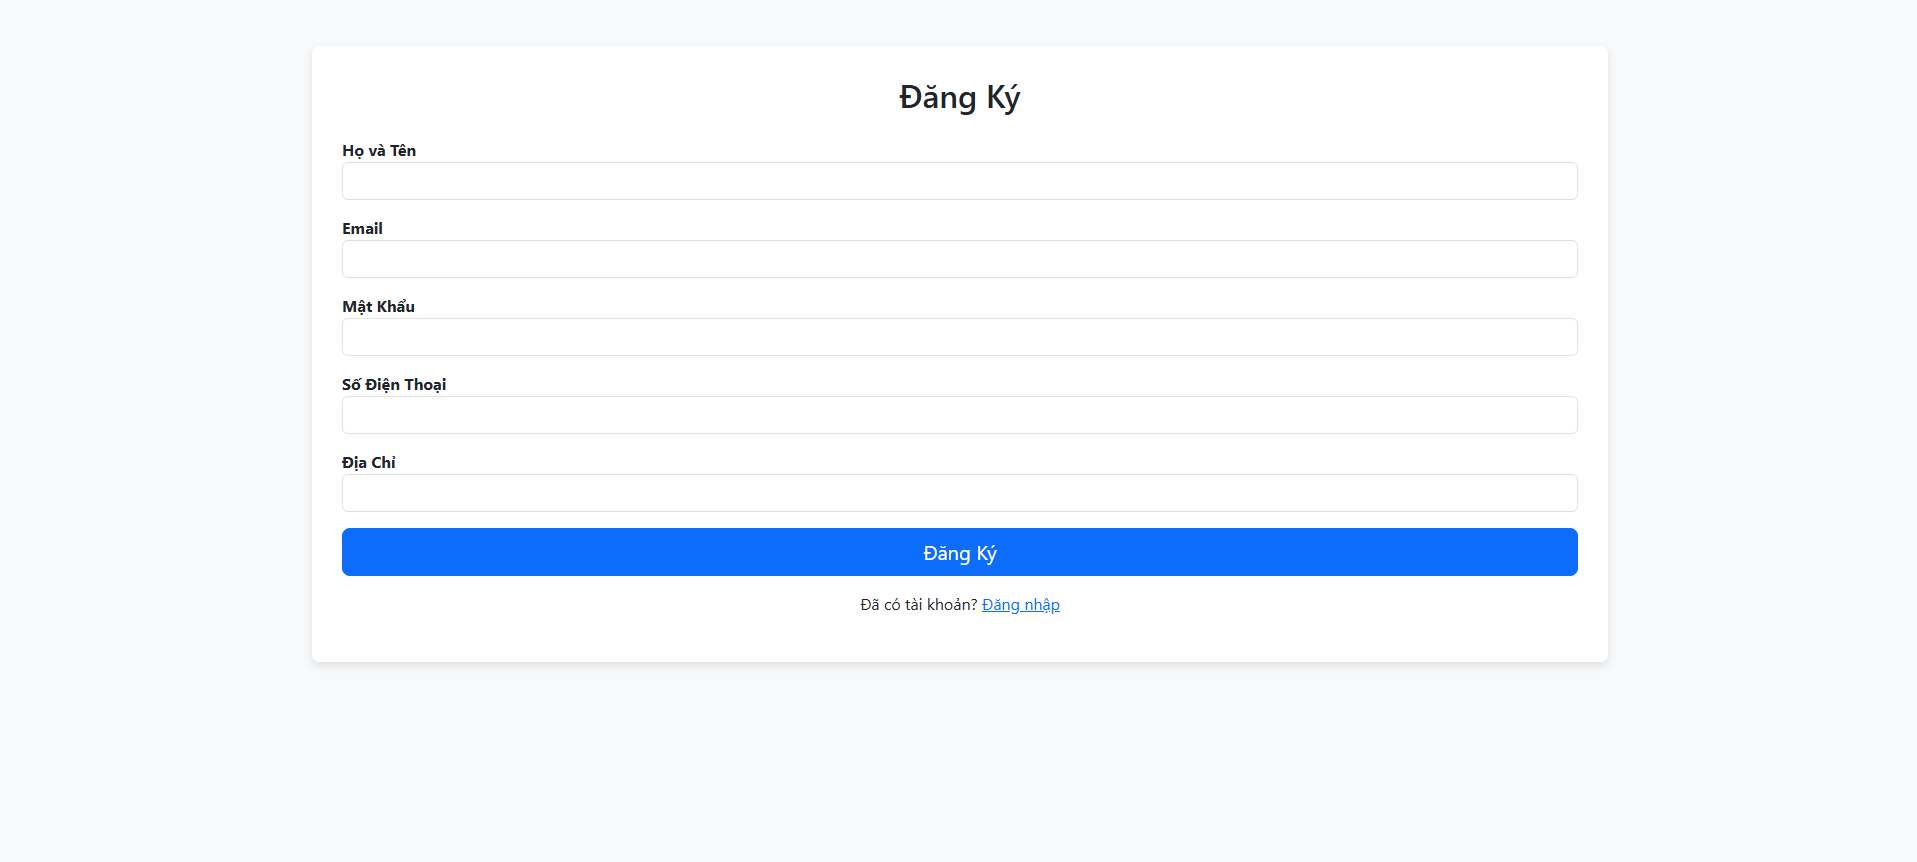 Đăng Ký
Họ và Tên
Email
Mật Khẩu
Số Điện Thoại
Địa Chỉ
Đăng Ký
Đã có tài khoản? Đăng nhập